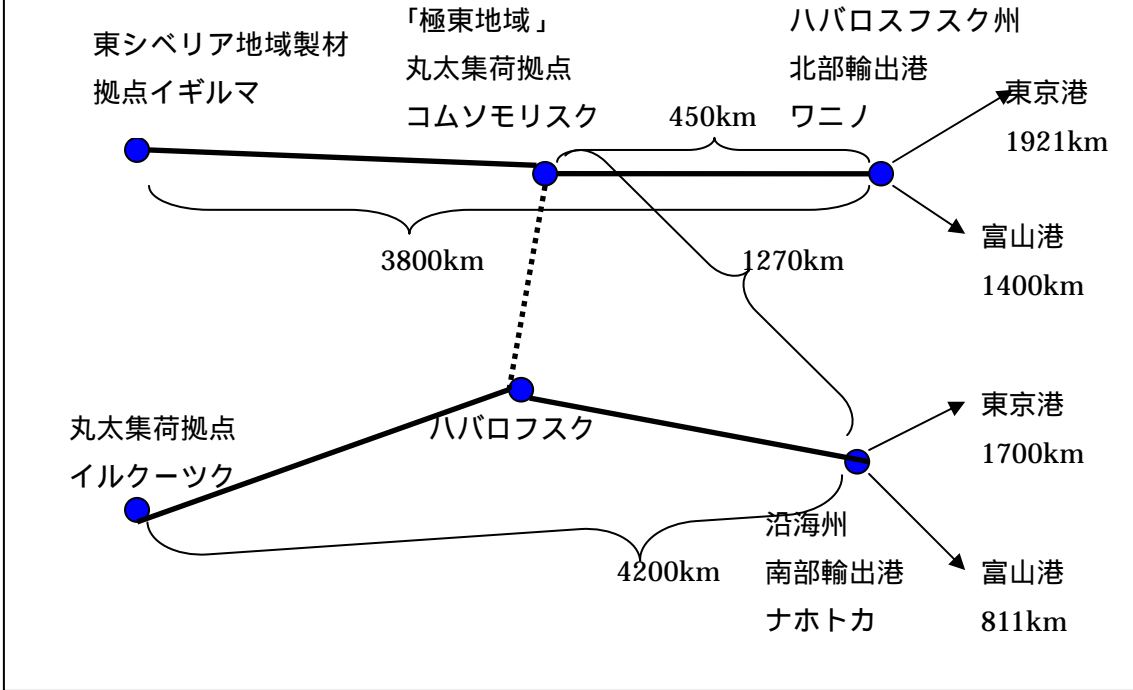 東シベリア地域製材
拠点イギルマ
「極東地域」
丸太集荷拠点
コムソモリスク
ハバロスフスク州
北部輸出港
ワニノ
450km
東京港
1921km
富山港
1400km
3800km
1270km
丸太集荷拠点
イルクーツク
ハバロフスク
東京港
1700km
沿海州
南部輸出港
ナホトカ
4200km
富山港
811km